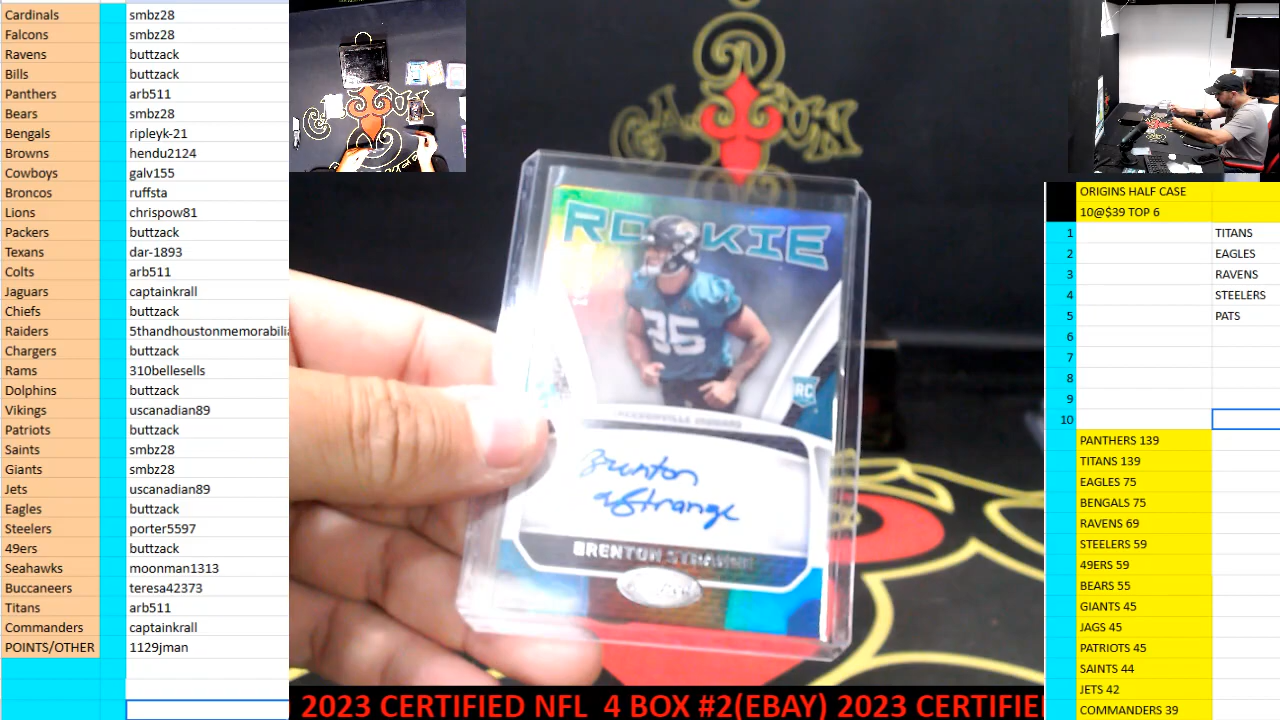 Cardinals smbz28
Falcons smbz28
Ravens buttzack
Bills buttzack
Panthers arb511
Bears smbz28
Bengals ripleyk-21
Browns hendu2124
Cowboys galv155
Broncos ruffsta
Lions chrispow81
Packers buttzack
Texans dar-1893
Colts arb511
Jaguars captainkrall
Chiefs buttzack
Raiders 5thandhoustonmemorabilia
Chargers buttzack
Rams 310bellesells
Dolphins buttzack
Vikings uscanadian89
Patriots buttzack
Saints smbz28
Giants smbz28
Jets uscanadian89
Eagles buttzack
Steelers porter5597
49ers buttzack
Seahawks moonman1313
Buccaneers teresa42373
Titans arb511
Commanders captainkrall
POINTS/OTHER 1129jman
ROOKIE
35
RC
JACKSONVILLE JAGUARS
Brenton
Strange
BRENTON STRANGE
ORIGINS HALF CASE
10@$39 TOP 6
1 TITANS
2 EAGLES
3 RAVENS
4 STEELERS
5 PATS
6
7
8
9
10
PANTHERS 139
TITANS 139
EAGLES 75
BENGALS 75
RAVENS 69
STEELERS 59
49ERS 59
BEARS 55
GIANTS 45
JAGS 45
PATRIOTS 45
SAINTS 44
JETS 42
COMMANDERS 39
2023 CERTIFIED NFL 4 BOX #2(EBAY) 2023 CERTIFIE